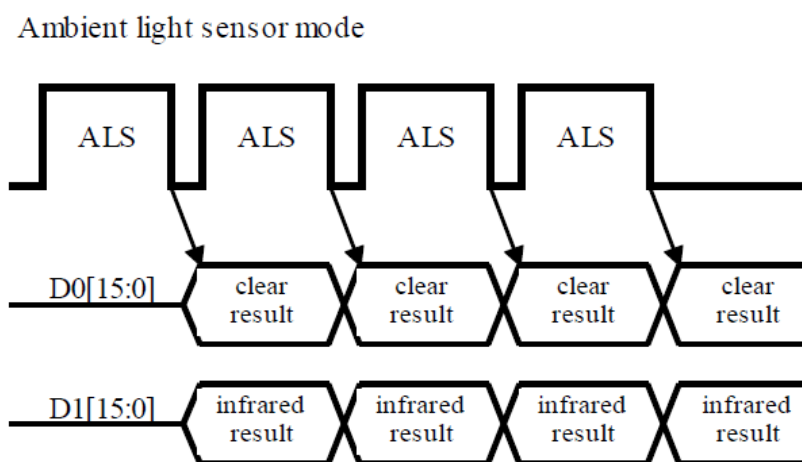 Ambient light sensor mode
ALS ALS ALS ALS
D0[15:0]
clear result
clear result
clear result
clear result
D1[15:0]
infrared result
infrared result
infrared result
infrared result